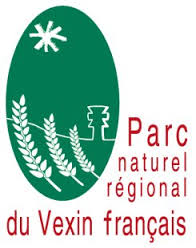 Parc
naturel
régional
du Vexin français